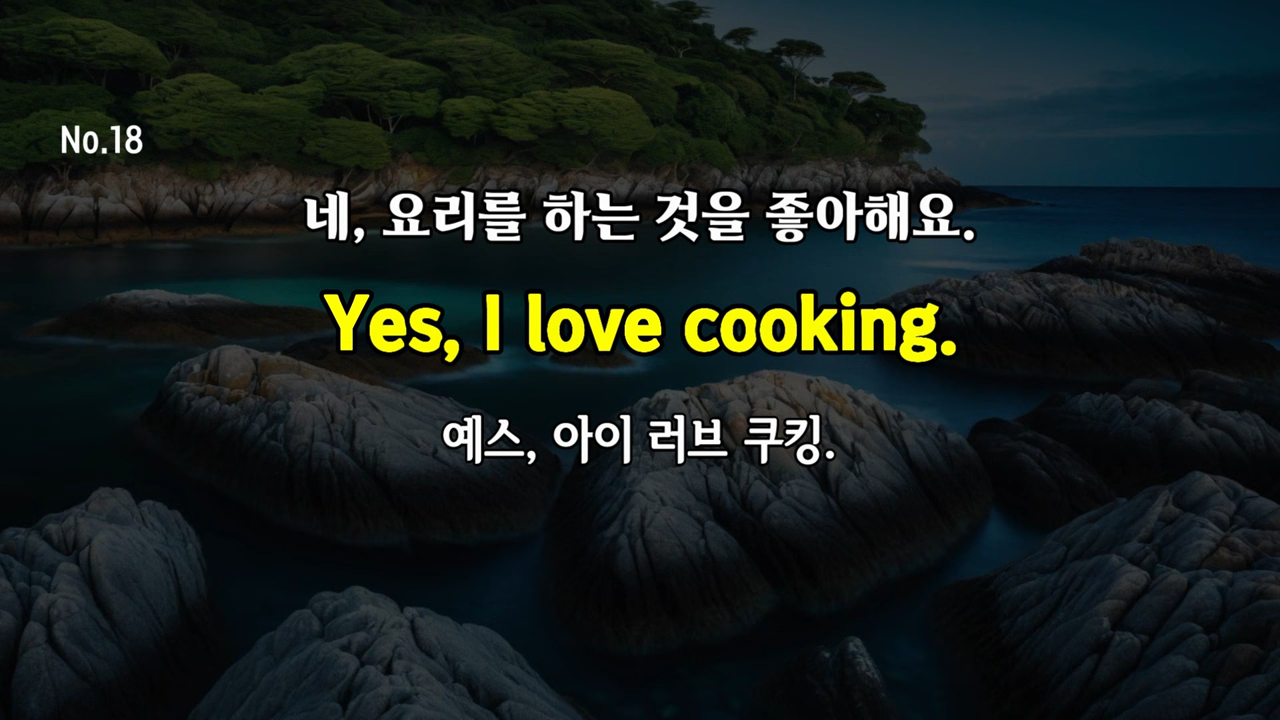 No.18
네, 요리를 하는 것을 좋아해요.
Yes, I love cooking.
예스, 아이 러브 쿠킹.